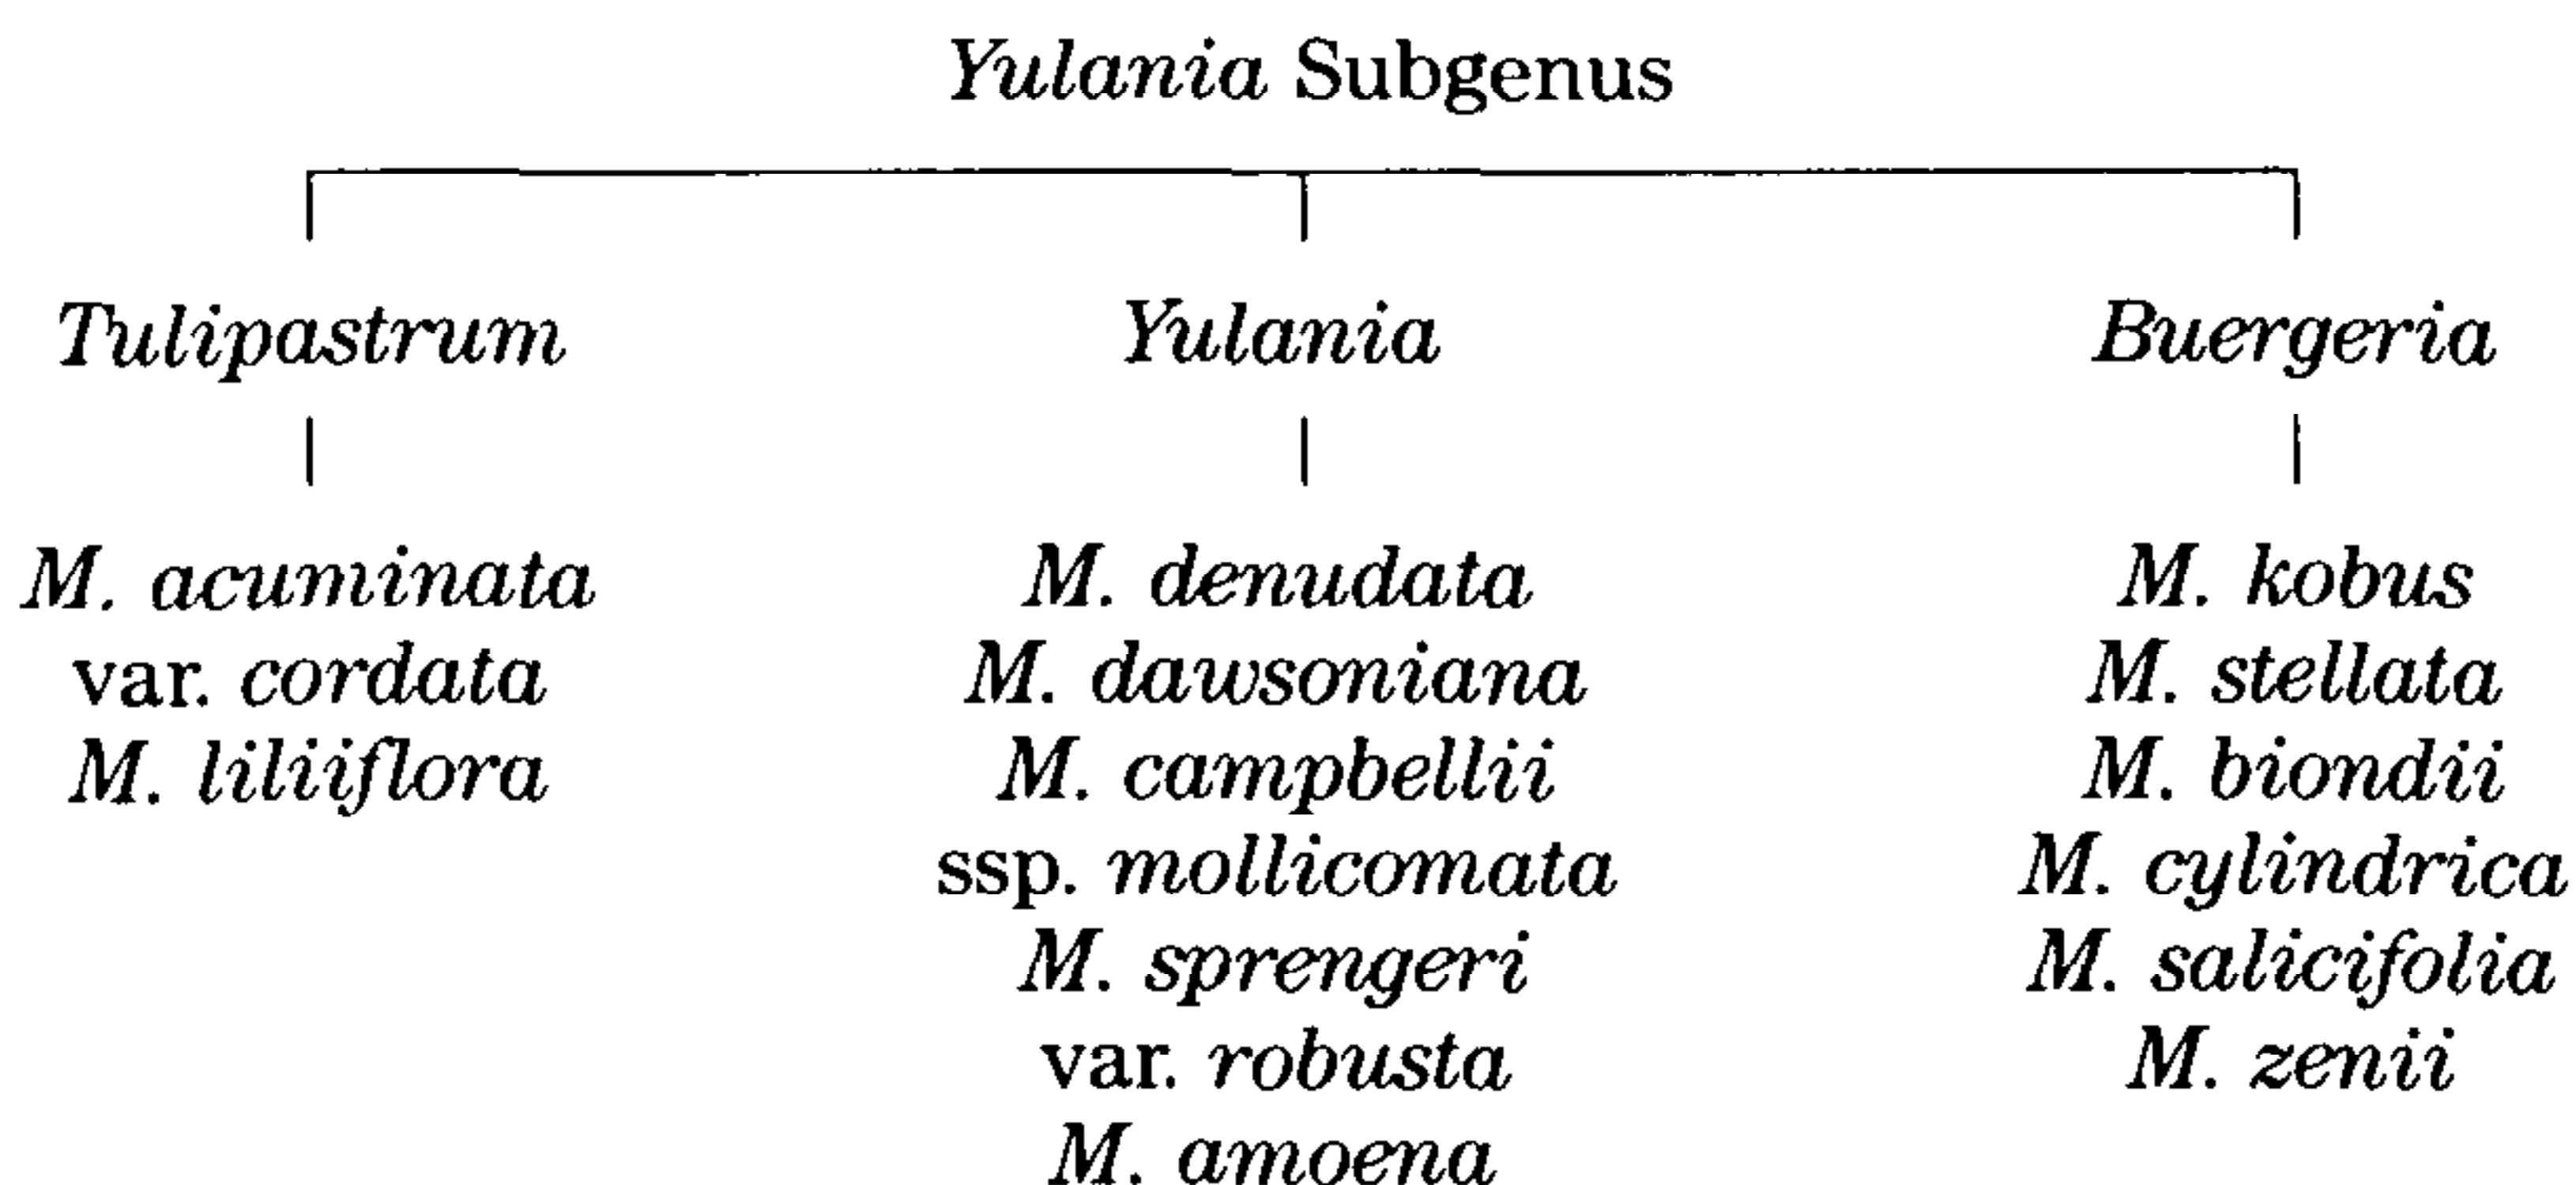 Yulania Subgenus
Tulipastrum
Yulania
Buergeria
M. acuminata
var. cordata
M. liliiflora
M. denudata
M. dawsoniana
M. campbellii
ssp. mollicomata
M. sprengeri
var. robusta
M. amoena
M. kobus
M. stellata
M. biondii
M. cylindrica
M. salicifolia
M. zenii